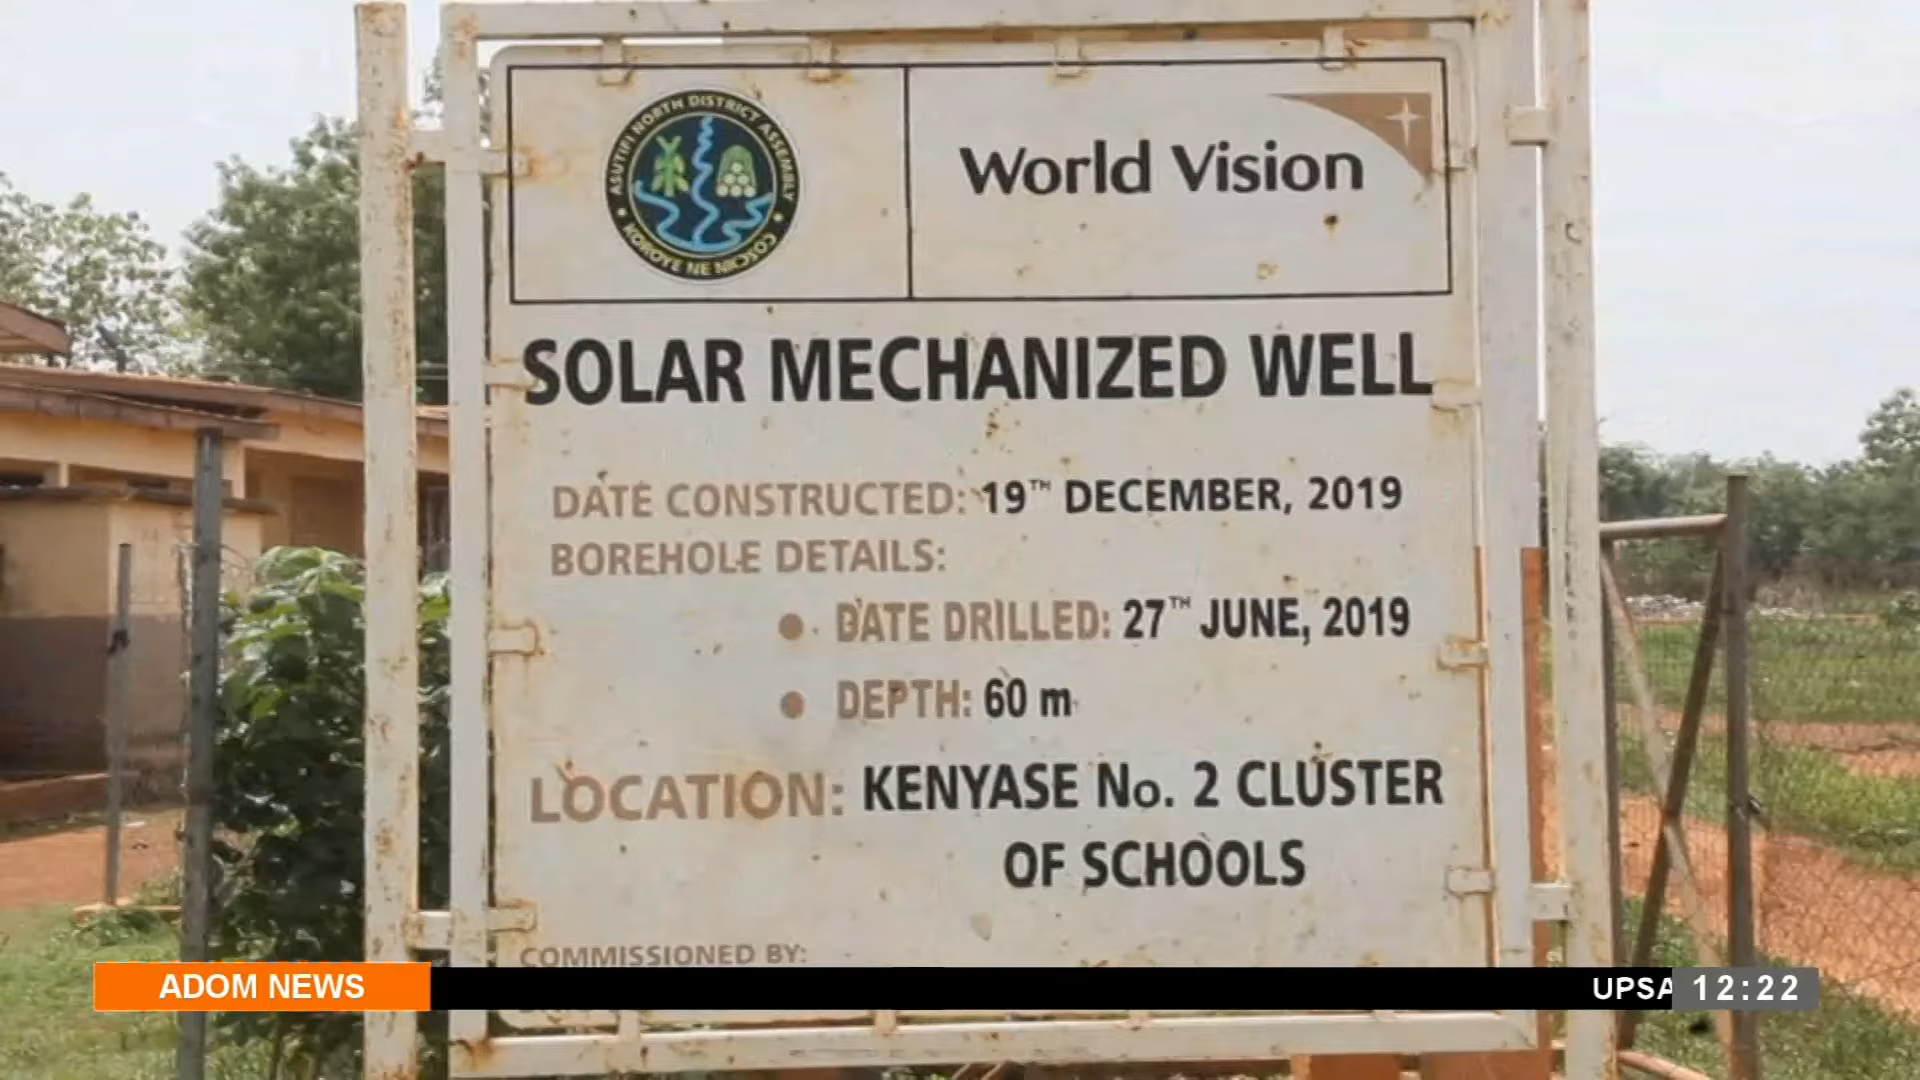 ASUTIFI NORTH DISTRICT ASSEMBLY
KOROYE NE NKOSCO
World Vision
SOLAR MECHANIZED WELL
DATE CONSTRUCTED: 19TH DECEMBER, 2019
BOREHOLE DETAILS:
• DATE DRILLED: 27TH JUNE, 2019
• DEPTH: 60 m
LOCATION: KENYASE No. 2 CLUSTER
OF SCHOOLS
COMMISSIONED BY:
ADOM NEWS
UPSA
12:22